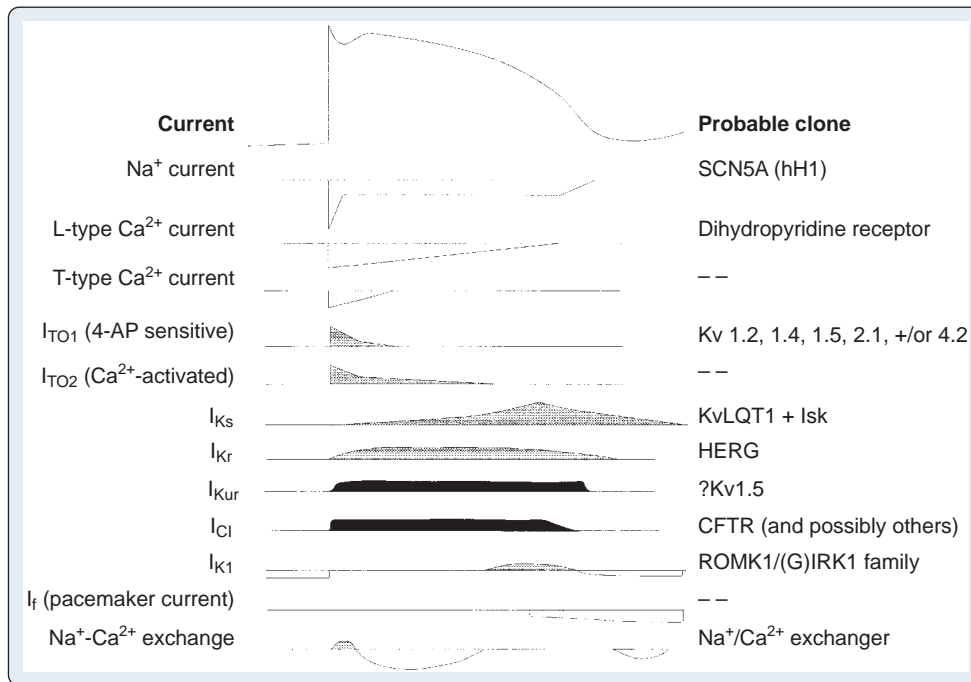 Current Probable clone
Na+ current SCN5A (hH1)
L-type Ca2+ current Dihydropyridine receptor
T-type Ca2+ current – –
ITO1 (4-AP sensitive) Kv 1.2, 1.4, 1.5, 2.1, +/or 4.2
ITO2 (Ca2+-activated) – –
IKs KvLQT1 + Isk
IKr HERG
IKur ?Kv1.5
ICl CFTR (and possibly others)
IK1 ROMK1/(G)IRK1 family
If (pacemaker current) – –
Na+-Ca2+ exchange Na+/Ca2+ exchanger